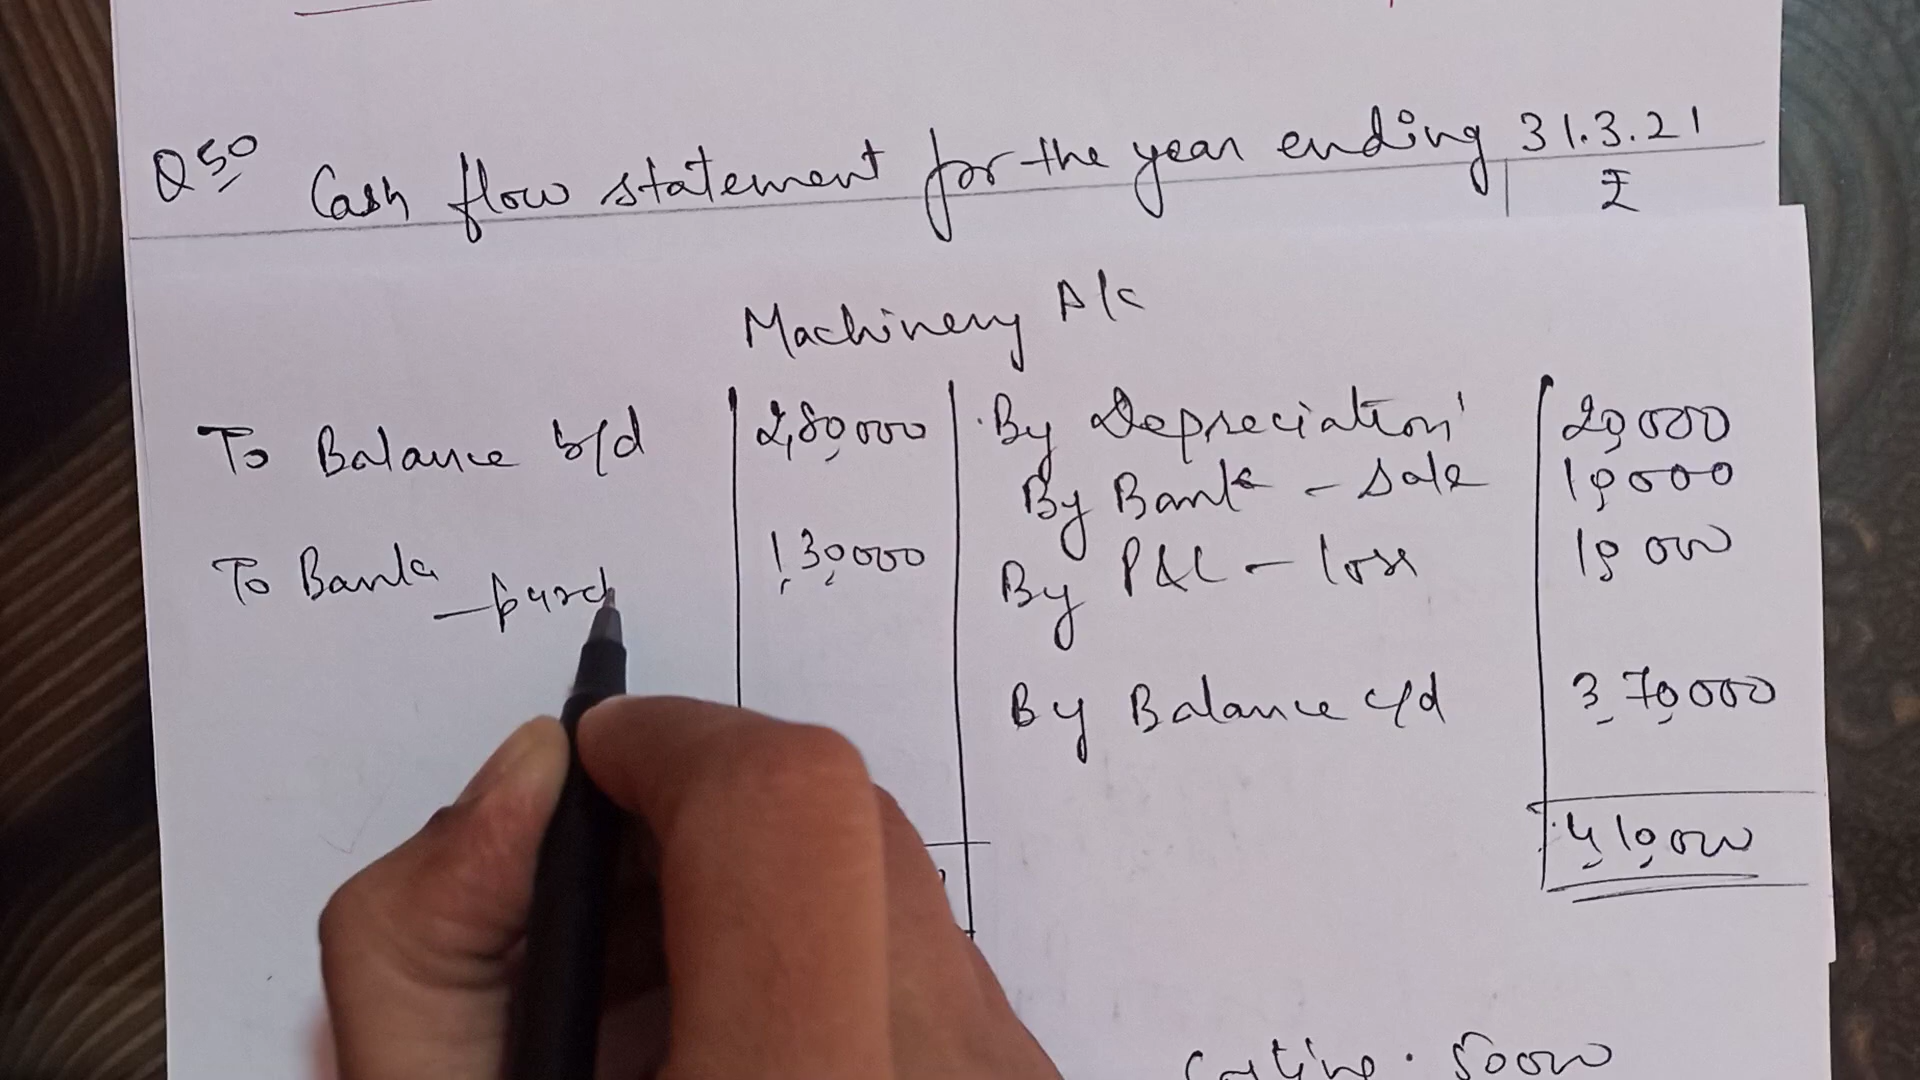 Q50 Cash flow statement for the year ending 31.3.21
₹
Machinery A/c
To Balance b/d 2,80,000 By Depreciation 20,000
By Bank - Sale 10,000
To Bank 1,30,000 By P&L - loss 10,000
- purch
By Balance c/d 3,70,000
4,10,000
5000